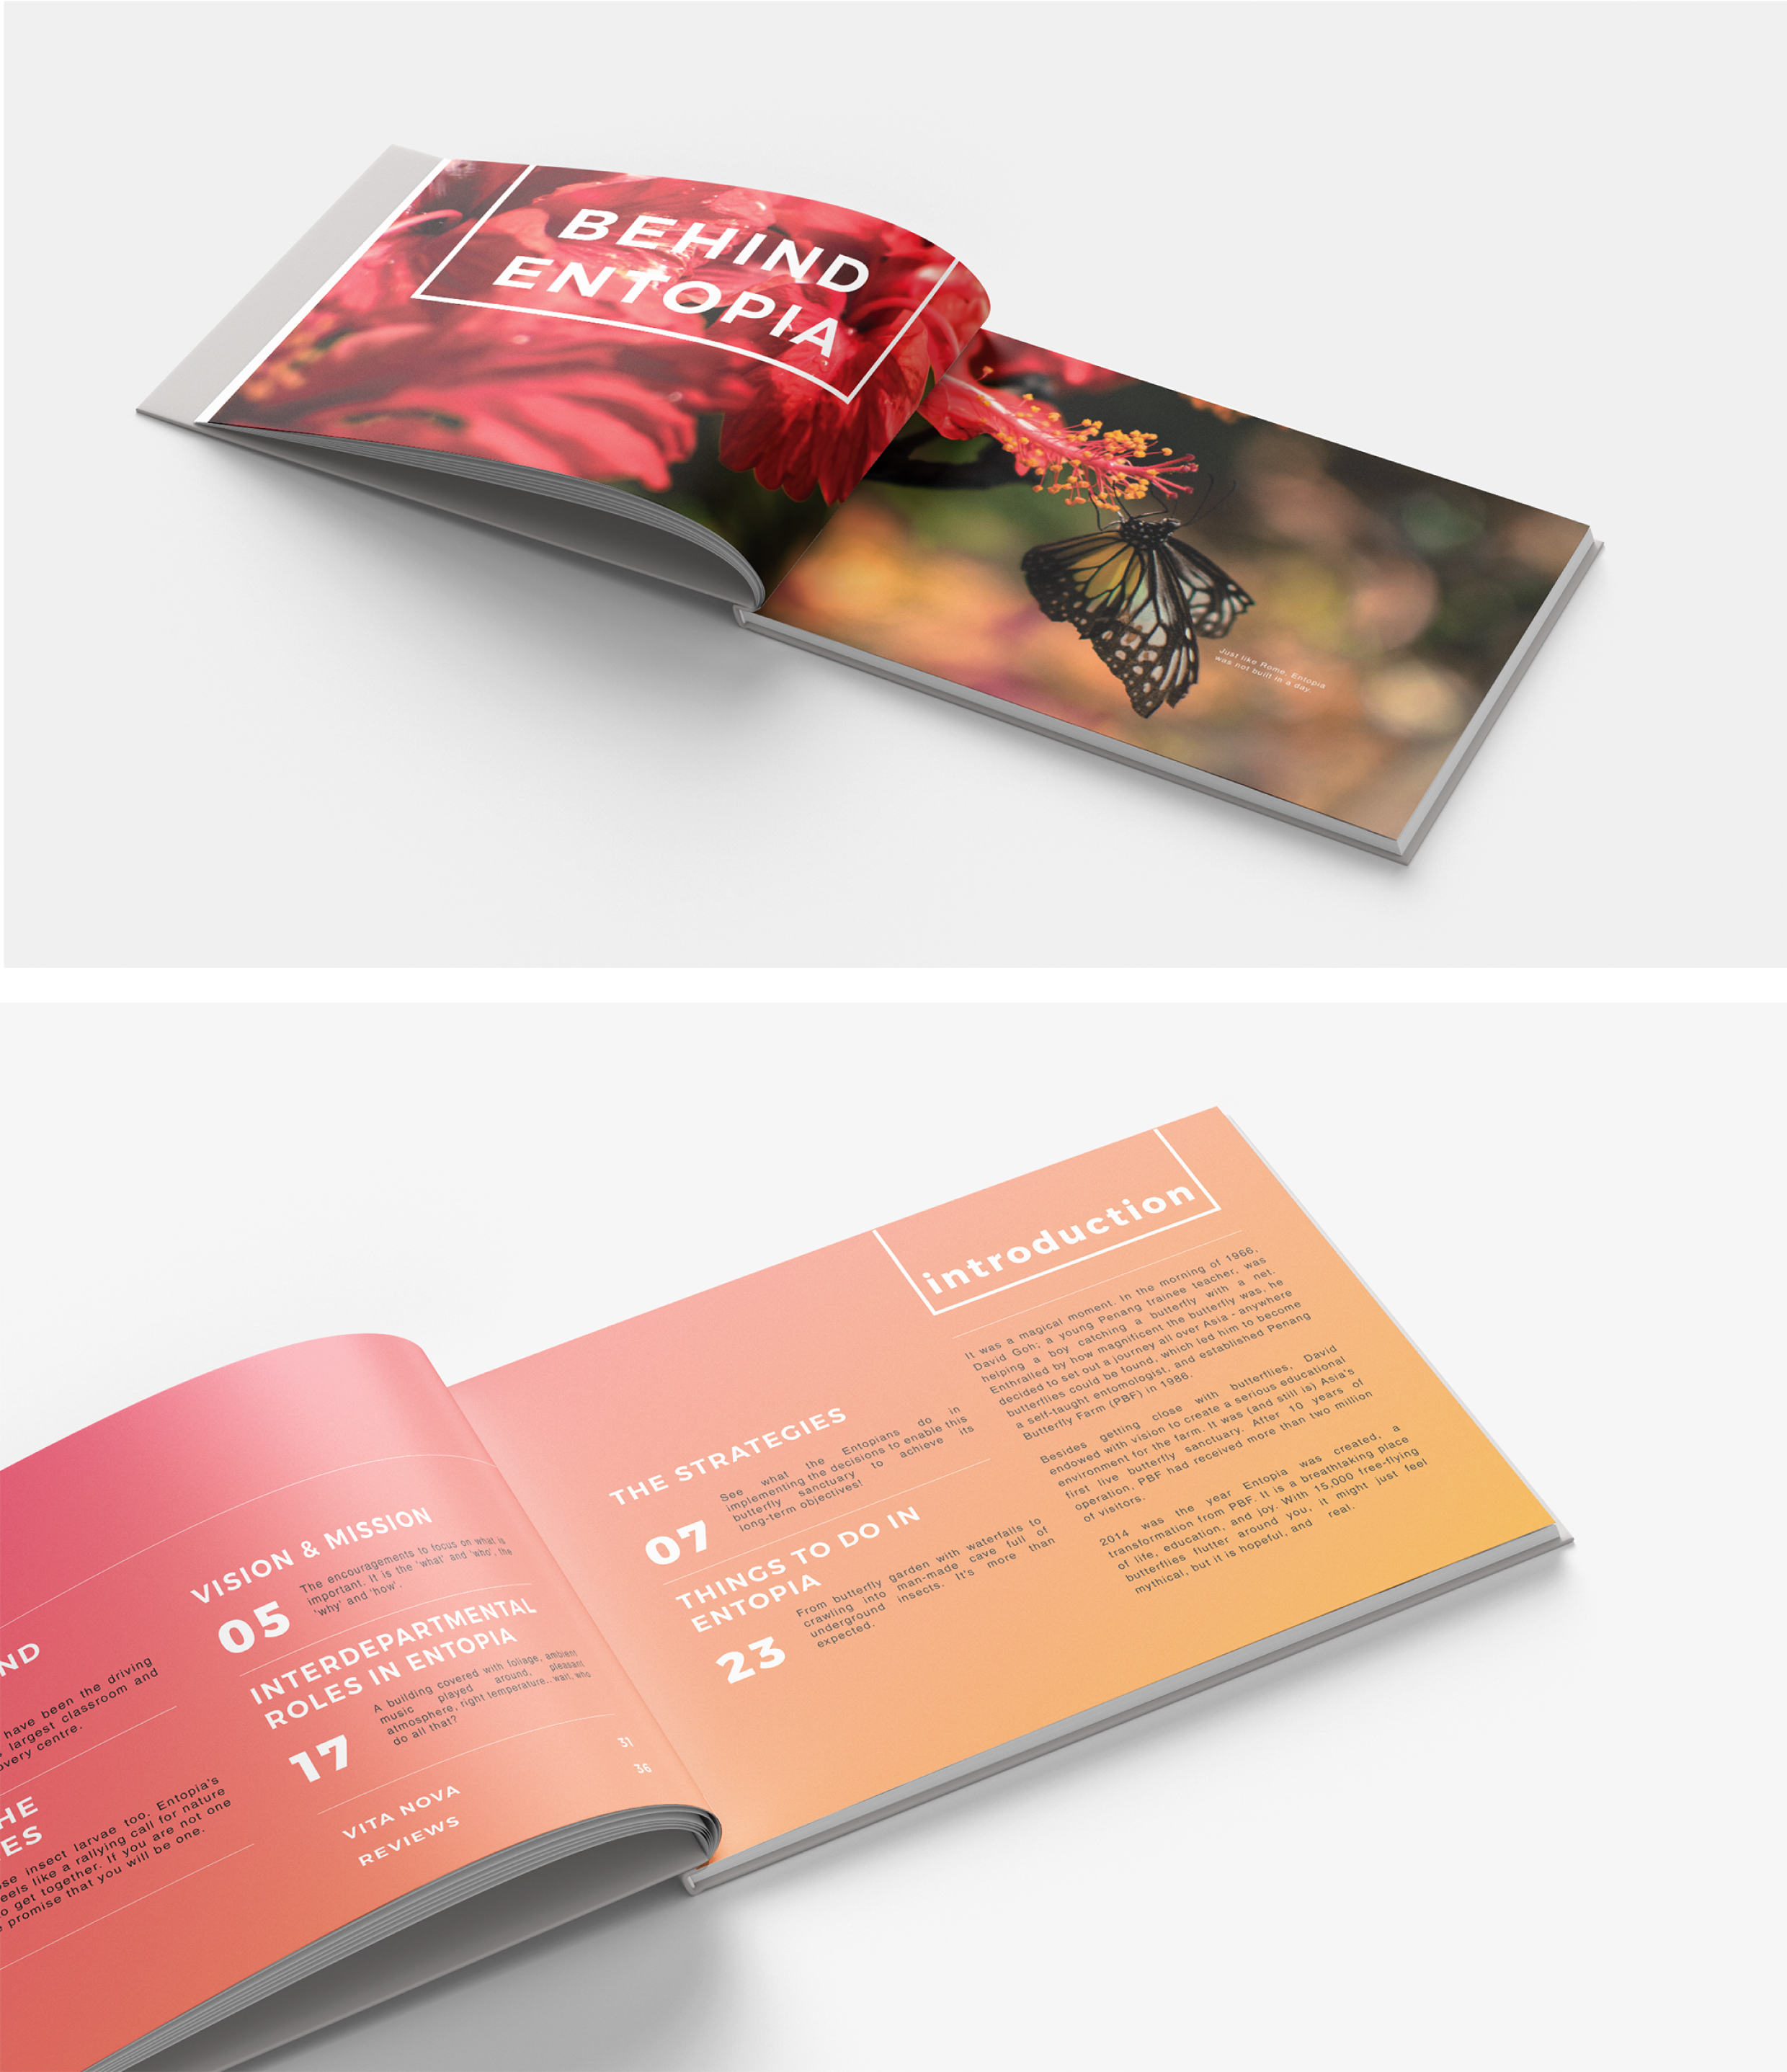 BEHIND
ENTOPIA
Just like Rome, Entopia
was not built in a day.
ND
have been the driving
largest classroom and
overy centre.
HE
ES
se insect larvae too. Entopia's
eels like a rallying call for nature
o get together. If you are not one
promise that you will be one.
VISION & MISSION
05
The encouragements to focus on what is
important. It is the 'what' and 'who', the
'why' and 'how'.
INTERDEPARTMENTAL
ROLES IN ENTOPIA
17
A building covered with foliage, ambient
music played around, pleasant
atmosphere, right temperature.. wait, who
do all that?
VITA NOVA
31
REVIEWS
36
THE STRATEGIES
07
See what the Entopians do in
implementing the decisions to enable this
butterfly sanctuary to achieve its
long-term objectives!
THINGS TO DO IN
ENTOPIA
23
From butterfly garden with waterfalls to
crawling into man-made cave full of
underground insects. It's more than
expected.
introduction
It was a magical moment. In the morning of 1966,
David Goh; a young Penang trainee teacher, was
helping a boy catching a butterfly with a net.
Enthralled by how magnificent the butterfly was, he
decided to set out a journey all over Asia - anywhere
butterflies could be found, which led him to become
a self-taught entomologist, and established Penang
Butterfly Farm (PBF) in 1986.
Besides getting close with butterflies, David
endowed with vision to create a serious educational
environment for the farm. It was (and still is) Asia's
first live butterfly sanctuary. After 10 years of
operation, PBF had received more than two million
of visitors.
2014 was the year Entopia was created, a
transformation from PBF. It is a breathtaking place
of life, education, and joy. With 15,000 free-flying
butterflies flutter around you, it might just feel
mythical, but it is hopeful, and real.